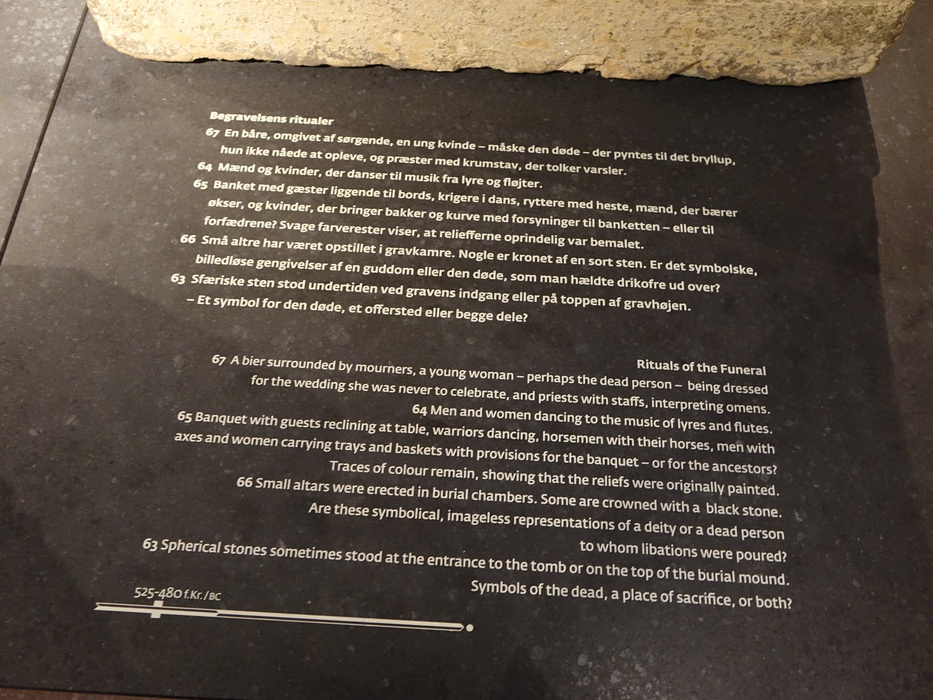 Begravelsens ritualer
67 En båre, omgivet af sørgende, en ung kvinde – måske den døde – der pyntes til det bryllup,
hun ikke nåede at opleve, og præster med krumstav, der tolker varsler.
64 Mænd og kvinder, der danser til musik fra lyre og fløjter.
65 Banket med gæster liggende til bords, krigere i dans, ryttere med heste, mænd, der bærer
økser, og kvinder, der bringer bakker og kurve med forsyninger til banketten – eller til
forfædrene? Svage farverester viser, at reliefferne oprindelig var bemalet.
66 Små altre har været opstillet i gravkamre. Nogle er kronet af en sort sten. Er det symbolske,
billedløse gengivelser af en guddom eller den døde, som man hældte drikofre ud over?
63 Sfæriske sten stod undertiden ved gravens indgang eller på toppen af gravhøjen.
– Et symbol for den døde, et offersted eller begge dele?
Rituals of the Funeral
67 A bier surrounded by mourners, a young woman – perhaps the dead person – being dressed
for the wedding she was never to celebrate, and priests with staffs, interpreting omens.
64 Men and women dancing to the music of lyres and flutes.
65 Banquet with guests reclining at table, warriors dancing, horsemen with their horses, men with
axes and women carrying trays and baskets with provisions for the banquet – or for the ancestors?
Traces of colour remain, showing that the reliefs were originally painted.
66 Small altars were erected in burial chambers. Some are crowned with a black stone.
Are these symbolical, imageless representations of a deity or a dead person
to whom libations were poured?
63 Spherical stones sometimes stood at the entrance to the tomb or on the top of the burial mound.
Symbols of the dead, a place of sacrifice, or both?
525-480 f.Kr./BC